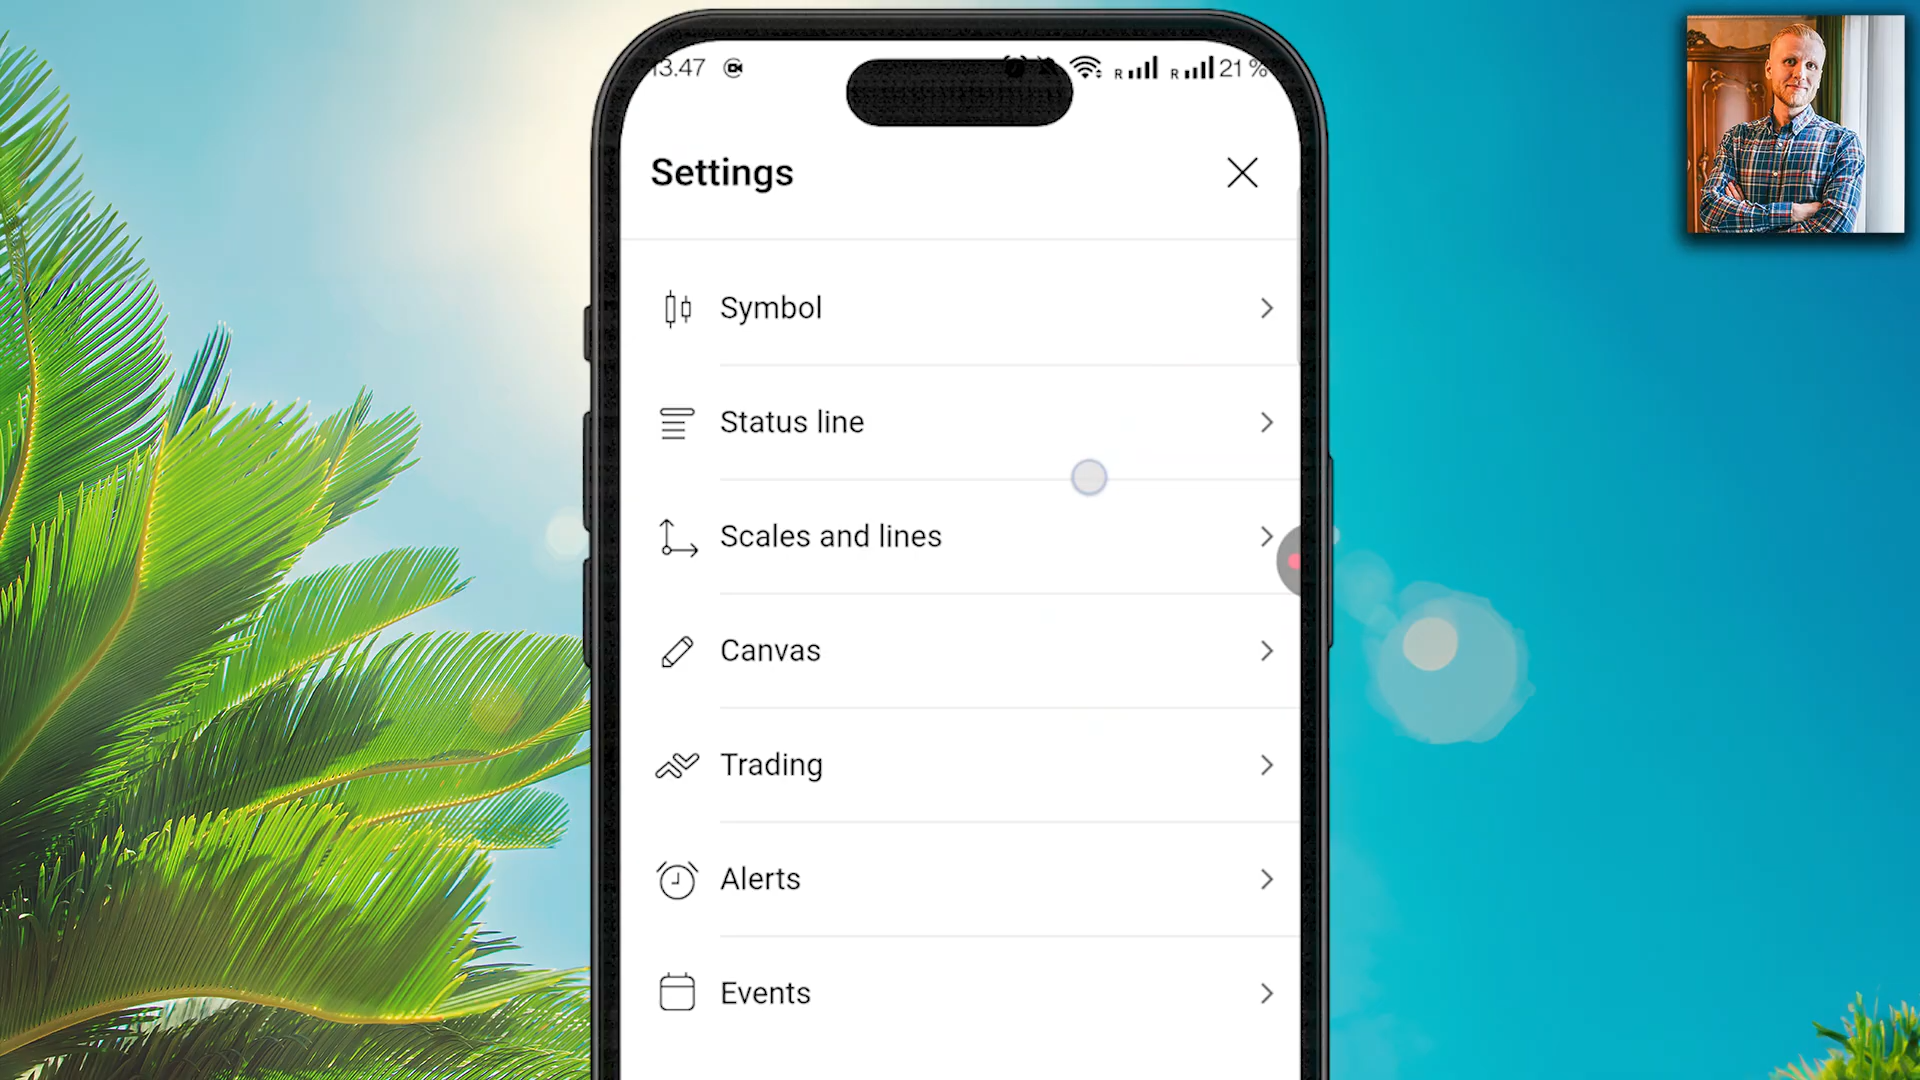 13.47 R R 21 %
Settings
Symbol
Status line
Scales and lines
Canvas
Trading
Alerts
Events